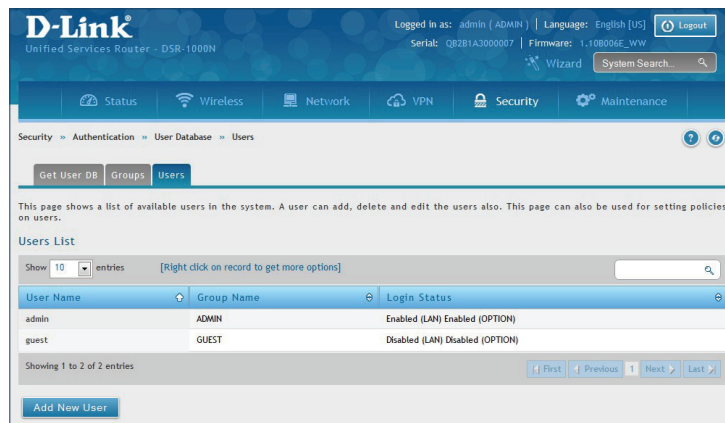 D-Link
Logged in as: admin ( ADMIN ) | Language: English [US]
Logout
Unified Services Router - DSR-1000N
Serial: QB2B1A3000007 | Firmware: 1.10B006E_WW
Wizard
System Search...
Status
Wireless
Network
VPN
Security
Maintenance
Security » Authentication » User Database » Users
Get User DB
Groups
Users
This page shows a list of available users in the system. A user can add, delete and edit the users also. This page can also be used for setting policies
on users.
Users List
Show 10 entries [Right click on record to get more options]
User Name Group Name Login Status
admin ADMIN Enabled (LAN) Enabled (OPTION)
guest GUEST Disabled (LAN) Disabled (OPTION)
Showing 1 to 2 of 2 entries
First Previous 1 Next Last
Add New User